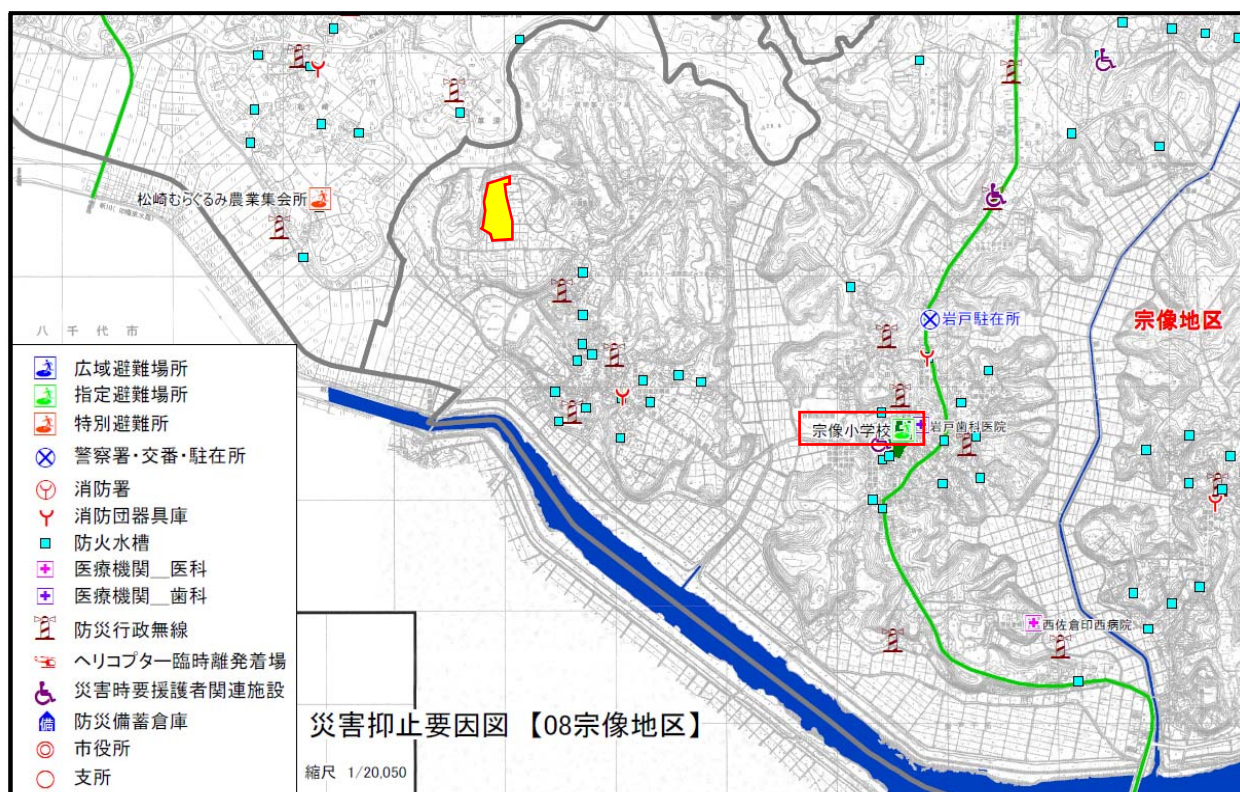 松崎むらぐるみ農業集会所
八千代市
岩戸駐在所
宗像地区
宗像小学校
岩戸歯科医院
西佐倉印西病院
広域避難場所
指定避難場所
特別避難所
警察署・交番・駐在所
消防署
消防団器具庫
防火水槽
医療機関__医科
医療機関__歯科
防災行政無線
ヘリコプター臨時離発着場
災害時要援護者関連施設
備 防災備蓄倉庫
市役所
支所
災害抑止要因図 【08宗像地区】
縮尺 1/20,050